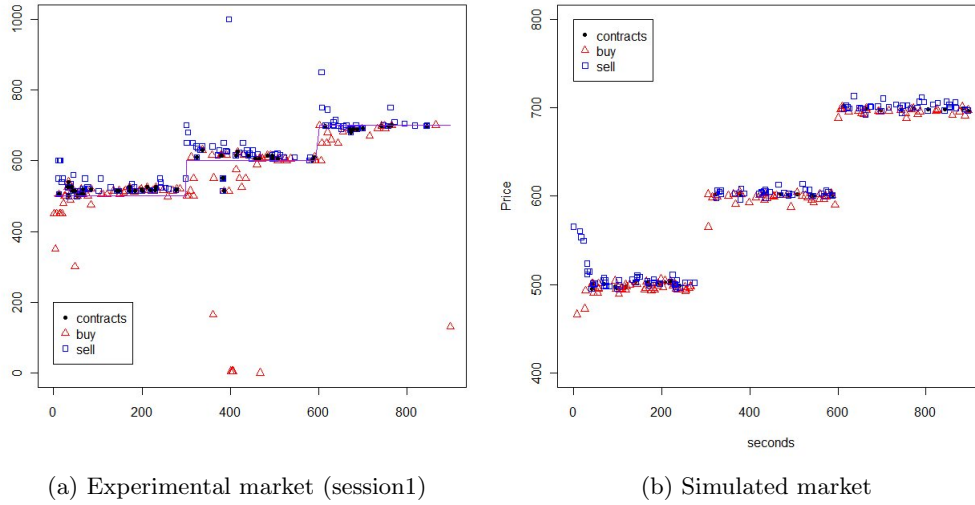 1000
800
600
400
200
0
contracts
buy
sell
0 200 400 600 800
(a) Experimental market (session1)
800
700
600
500
400
Price
contracts
buy
sell
0 200 400 600 800
seconds
(b) Simulated market